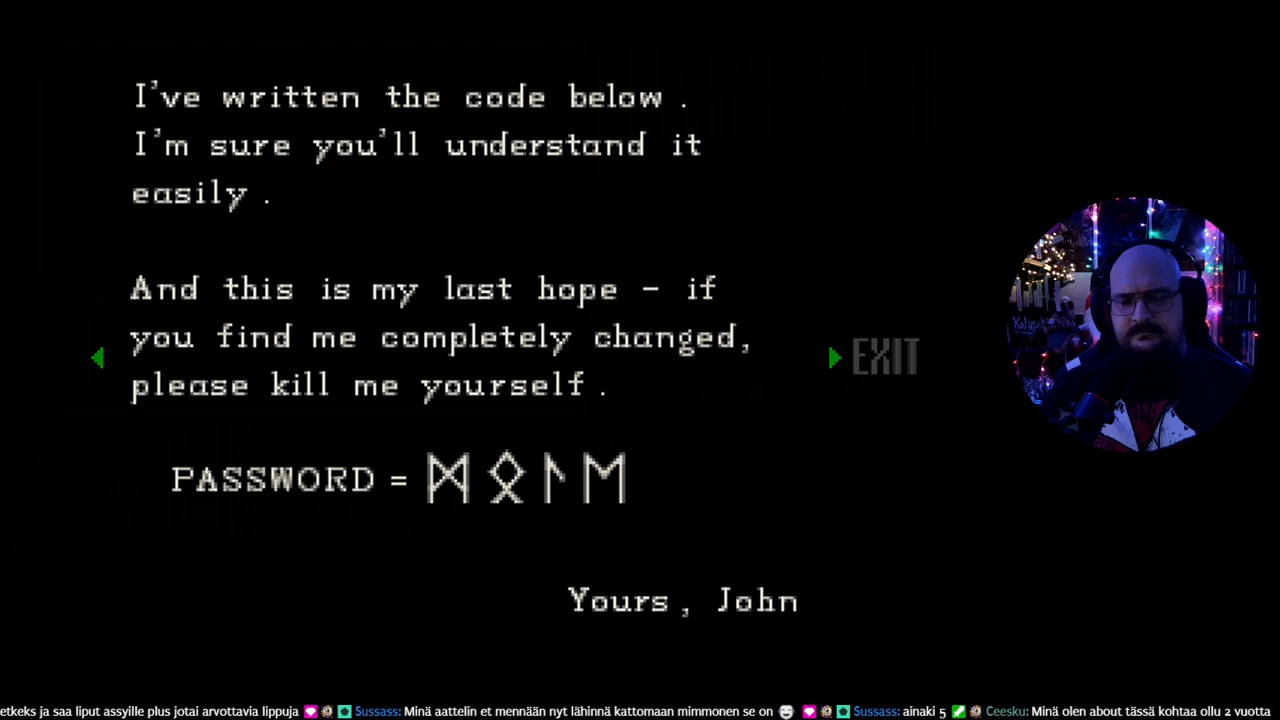 I've written the code below .
I'm sure you'll understand it
easily .
And this is my last hope - if
you find me completely changed,
please kill me yourself .
EXIT
PASSWORD = ᛞᛟᛚᛖ
Yours , John
etkeks ja saa liput assyille plus jotai arvottavia lippuja Sussass: Minä aattelin et mennään nyt lähinnä kattomaan mimmonen se on Sussass: ainaki 5 Ceesku: Minä olen about tässä kohtaa ollu 2 vuotta